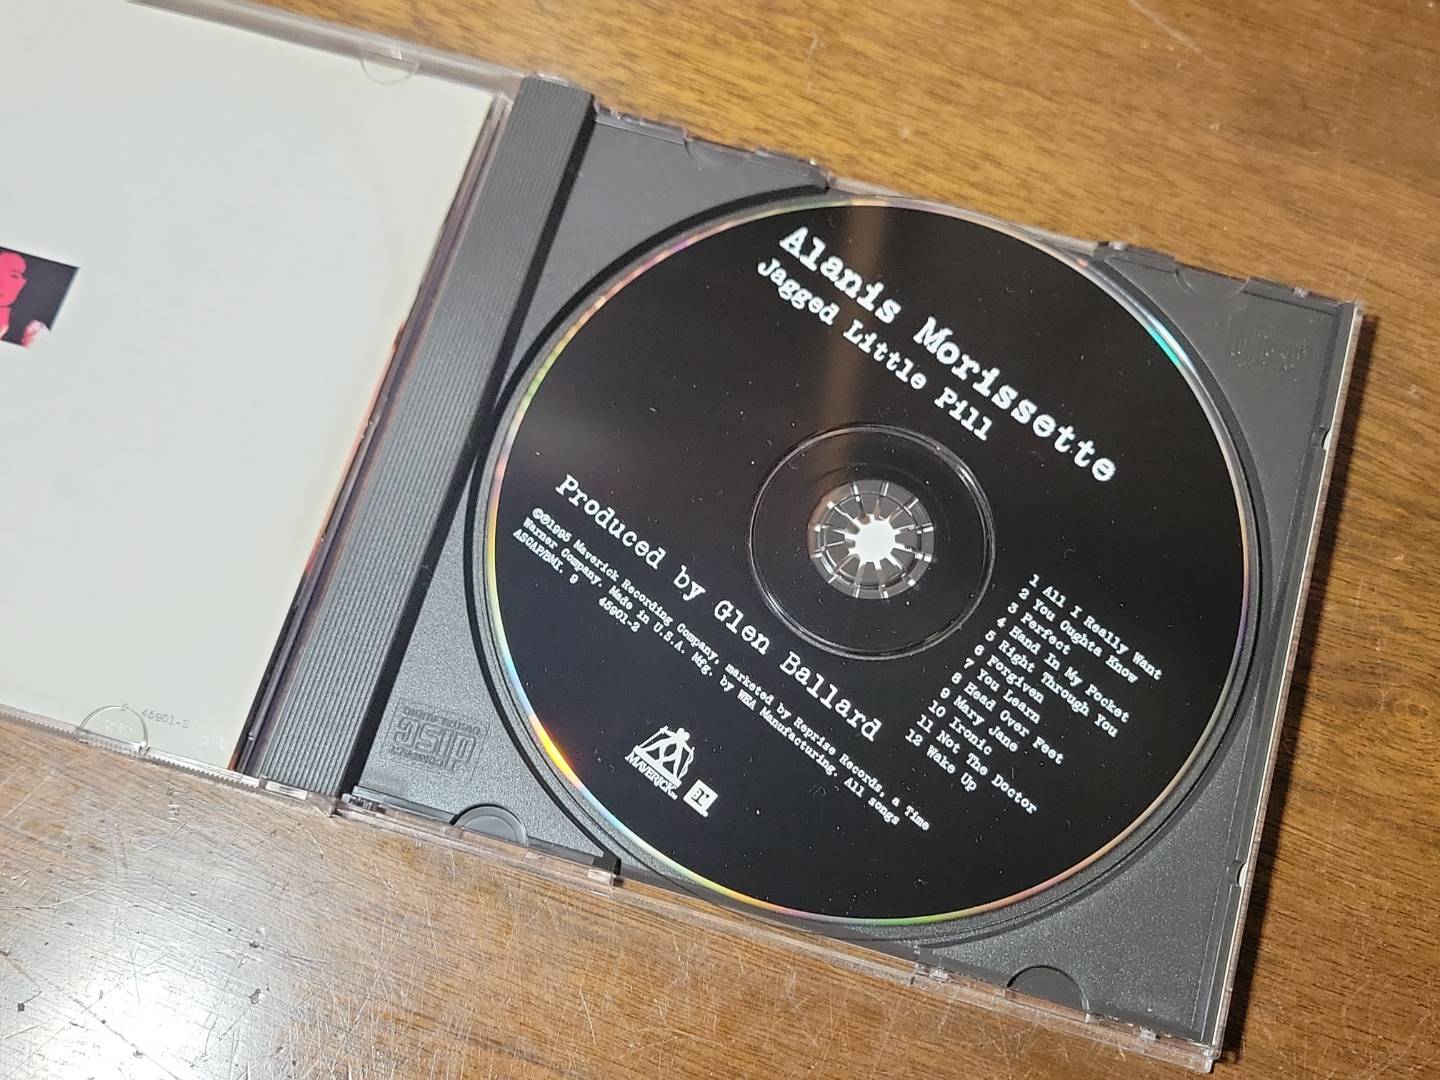 Alanis Morissette
Jagged Little Pill
Produced by Glen Ballard
©℗1995 Maverick Recording Company, marketed by Reprise Records, a Time
Warner Company. Made in U.S.A. Mfg. by WEA Manufacturing. All songs
ASCAP/BMI. 9
45901-2
1 All I Really Want
2 You Oughta Know
3 Perfect
4 Hand In My Pocket
5 Right Through You
6 Forgiven
7 You Learn
8 Head Over Feet
9 Mary Jane
10 Ironic
11 Not The Doctor
12 Wake Up
MAVERICK
45901-2